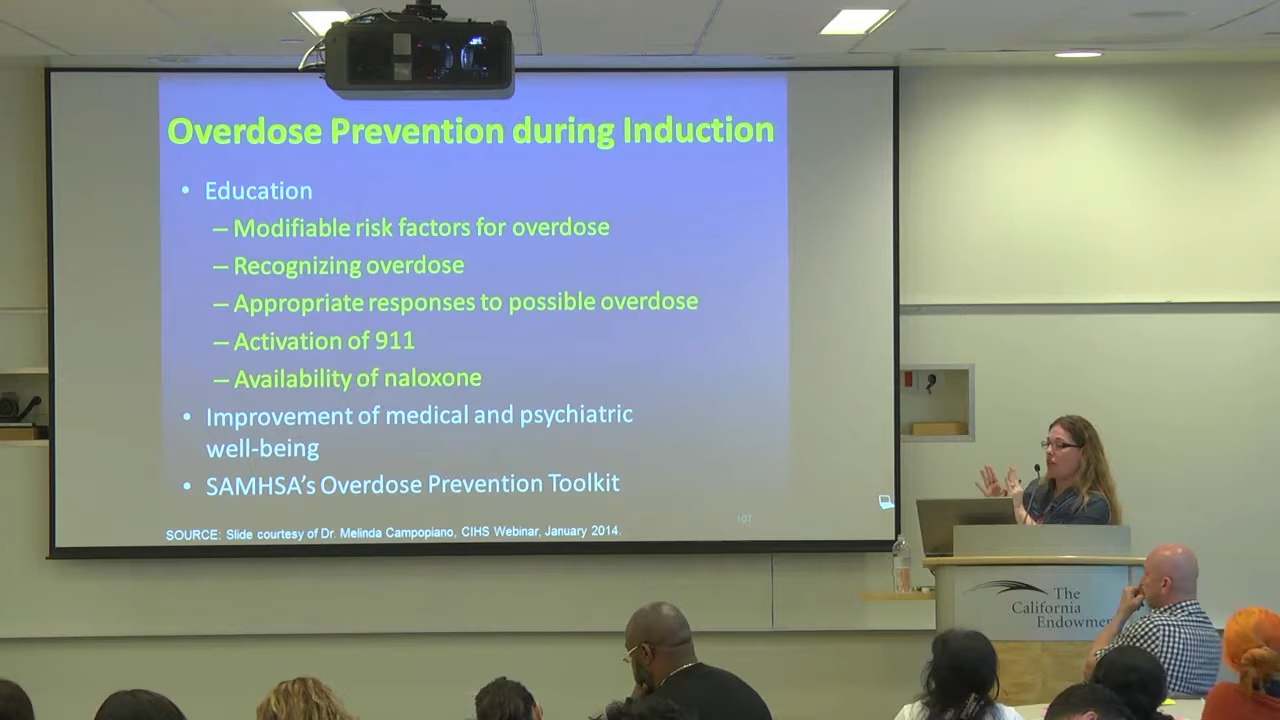 Overdose Prevention during Induction
• Education
– Modifiable risk factors for overdose
– Recognizing overdose
– Appropriate responses to possible overdose
– Activation of 911
– Availability of naloxone
• Improvement of medical and psychiatric
well-being
• SAMHSA's Overdose Prevention Toolkit
107
SOURCE: Slide courtesy of Dr. Melinda Campopiano, CIHS Webinar, January 2014.
The
California
Endowmen